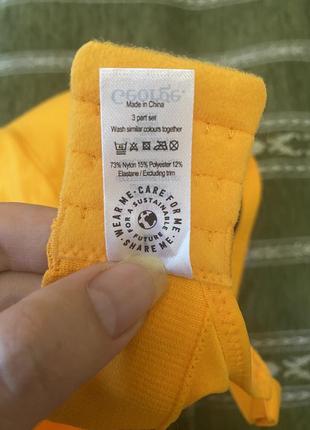 George.
Made in China
3 part set
Wash similar colours together
73% Nylon 15% Polyester 12%
Elastane / Excluding trim
WEAR ME · CARE FOR ME · SHARE ME ·
FOR A SUSTAINABLE FUTURE